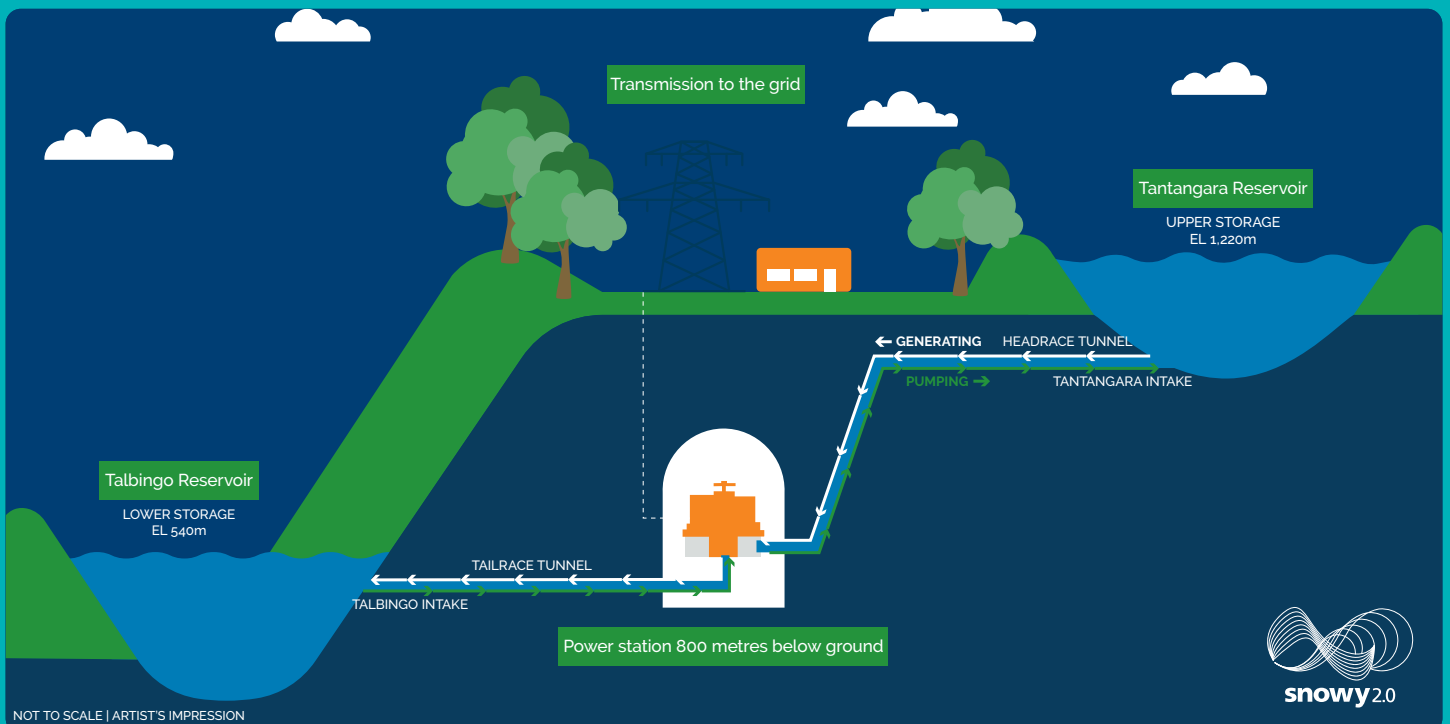 Transmission to the grid
Tantangara Reservoir
UPPER STORAGE
EL 1,220m
GENERATING
HEADRACE TUNNEL
PUMPING
TANTANGARA INTAKE
Talbingo Reservoir
LOWER STORAGE
EL 540m
TAILRACE TUNNEL
TALBINGO INTAKE
Power station 800 metres below ground
snowy 2.0
NOT TO SCALE | ARTIST'S IMPRESSION